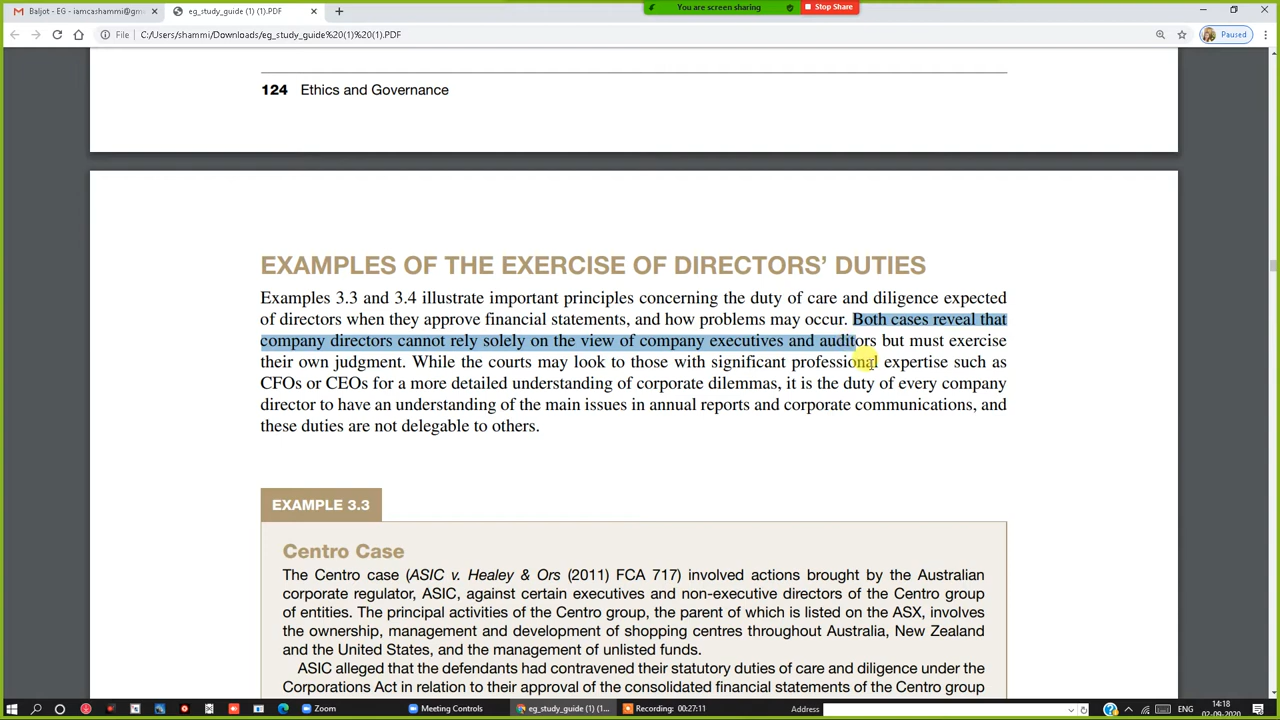 Baljot - EG - iamcashammi@gm
eg_study_guide (1) (1).PDF
You are screen sharing
Stop Share
File
C:/Users/shammi/Downloads/eg_study_guide%20(1)%20(1).PDF
Paused
124 Ethics and Governance
EXAMPLES OF THE EXERCISE OF DIRECTORS’ DUTIES
Examples 3.3 and 3.4 illustrate important principles concerning the duty of care and diligence expected
of directors when they approve financial statements, and how problems may occur. Both cases reveal that
company directors cannot rely solely on the view of company executives and auditors but must exercise
their own judgment. While the courts may look to those with significant professional expertise such as
CFOs or CEOs for a more detailed understanding of corporate dilemmas, it is the duty of every company
director to have an understanding of the main issues in annual reports and corporate communications, and
these duties are not delegable to others.
EXAMPLE 3.3
Centro Case
The Centro case (ASIC v. Healey & Ors (2011) FCA 717) involved actions brought by the Australian
corporate regulator, ASIC, against certain executives and non-executive directors of the Centro group
of entities. The principal activities of the Centro group, the parent of which is listed on the ASX, involves
the ownership, management and development of shopping centres throughout Australia, New Zealand
and the United States, and the management of unlisted funds.
ASIC alleged that the defendants had contravened their statutory duties of care and diligence under the
Corporations Act in relation to their approval of the consolidated financial statements of the Centro group
Zoom
Meeting Controls
eg_study_guide (1) (1...
Recording: 00:27:11
Address
ENG
14:18
02-09-2020